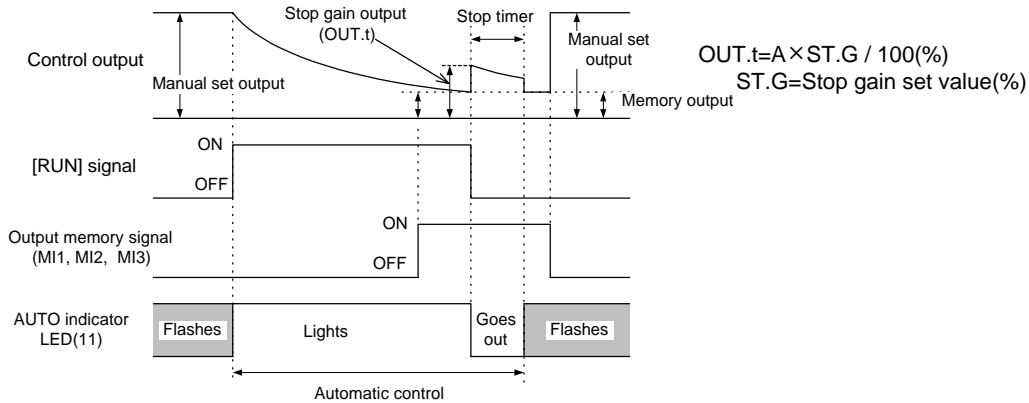 Stop gain output
(OUT.t)
Stop timer
Control output
Manual set output
Manual set
output
Memory output
OUT.t=A×ST.G / 100(%)
ST.G=Stop gain set value(%)
[RUN] signal
ON
OFF
Output memory signal
(MI1, MI2, MI3)
ON
OFF
AUTO indicator
LED(11)
Flashes
Lights
Goes
out
Flashes
Automatic control